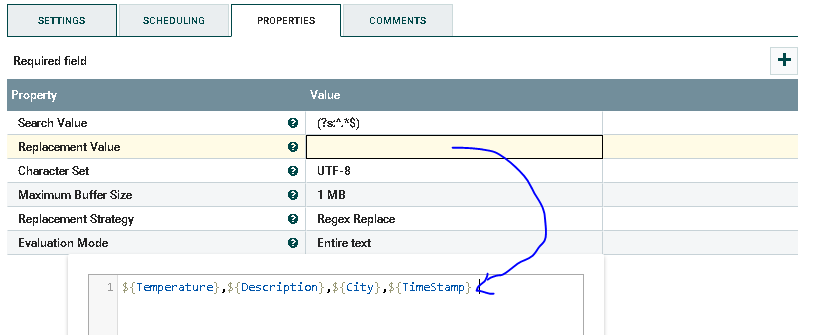 SETTINGS SCHEDULING PROPERTIES COMMENTS
Required field +
Property Value
Search Value ? (?s:^.*$)
Replacement Value ?
Character Set ? UTF-8
Maximum Buffer Size ? 1 MB
Replacement Strategy ? Regex Replace
Evaluation Mode ? Entire text
1 ${Temperature},${Description},${City},${TimeStamp}